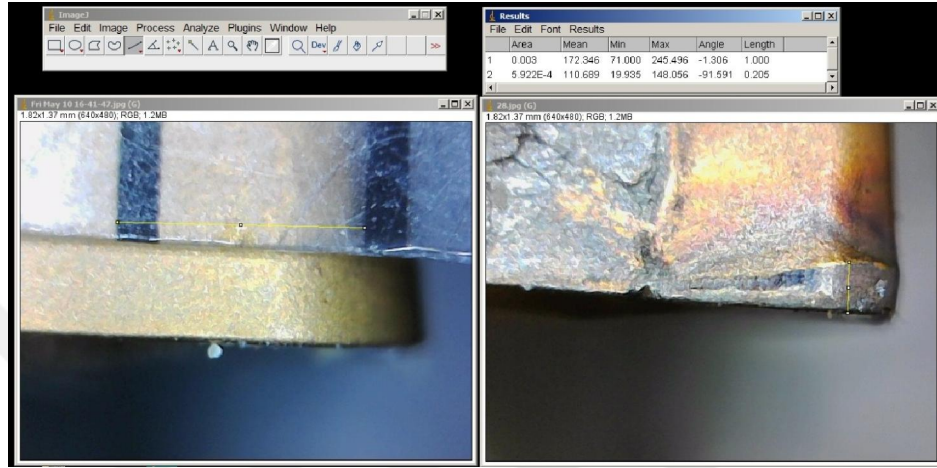 ImageJ
File Edit Image Process Analyze Plugins Window Help
A Dev >>
Results
File Edit Font Results
Area Mean Min Max Angle Length
1 0.003 172.346 71.000 245.496 -1.306 1.000
2 5.922E-4 110.689 19.935 148.056 -91.591 0.205
Fri May 10 16-41-47.jpg (G)
1.82x1.37 mm (640x480); RGB; 1.2MB
28.jpg (G)
1.82x1.37 mm (640x480); RGB; 1.2MB